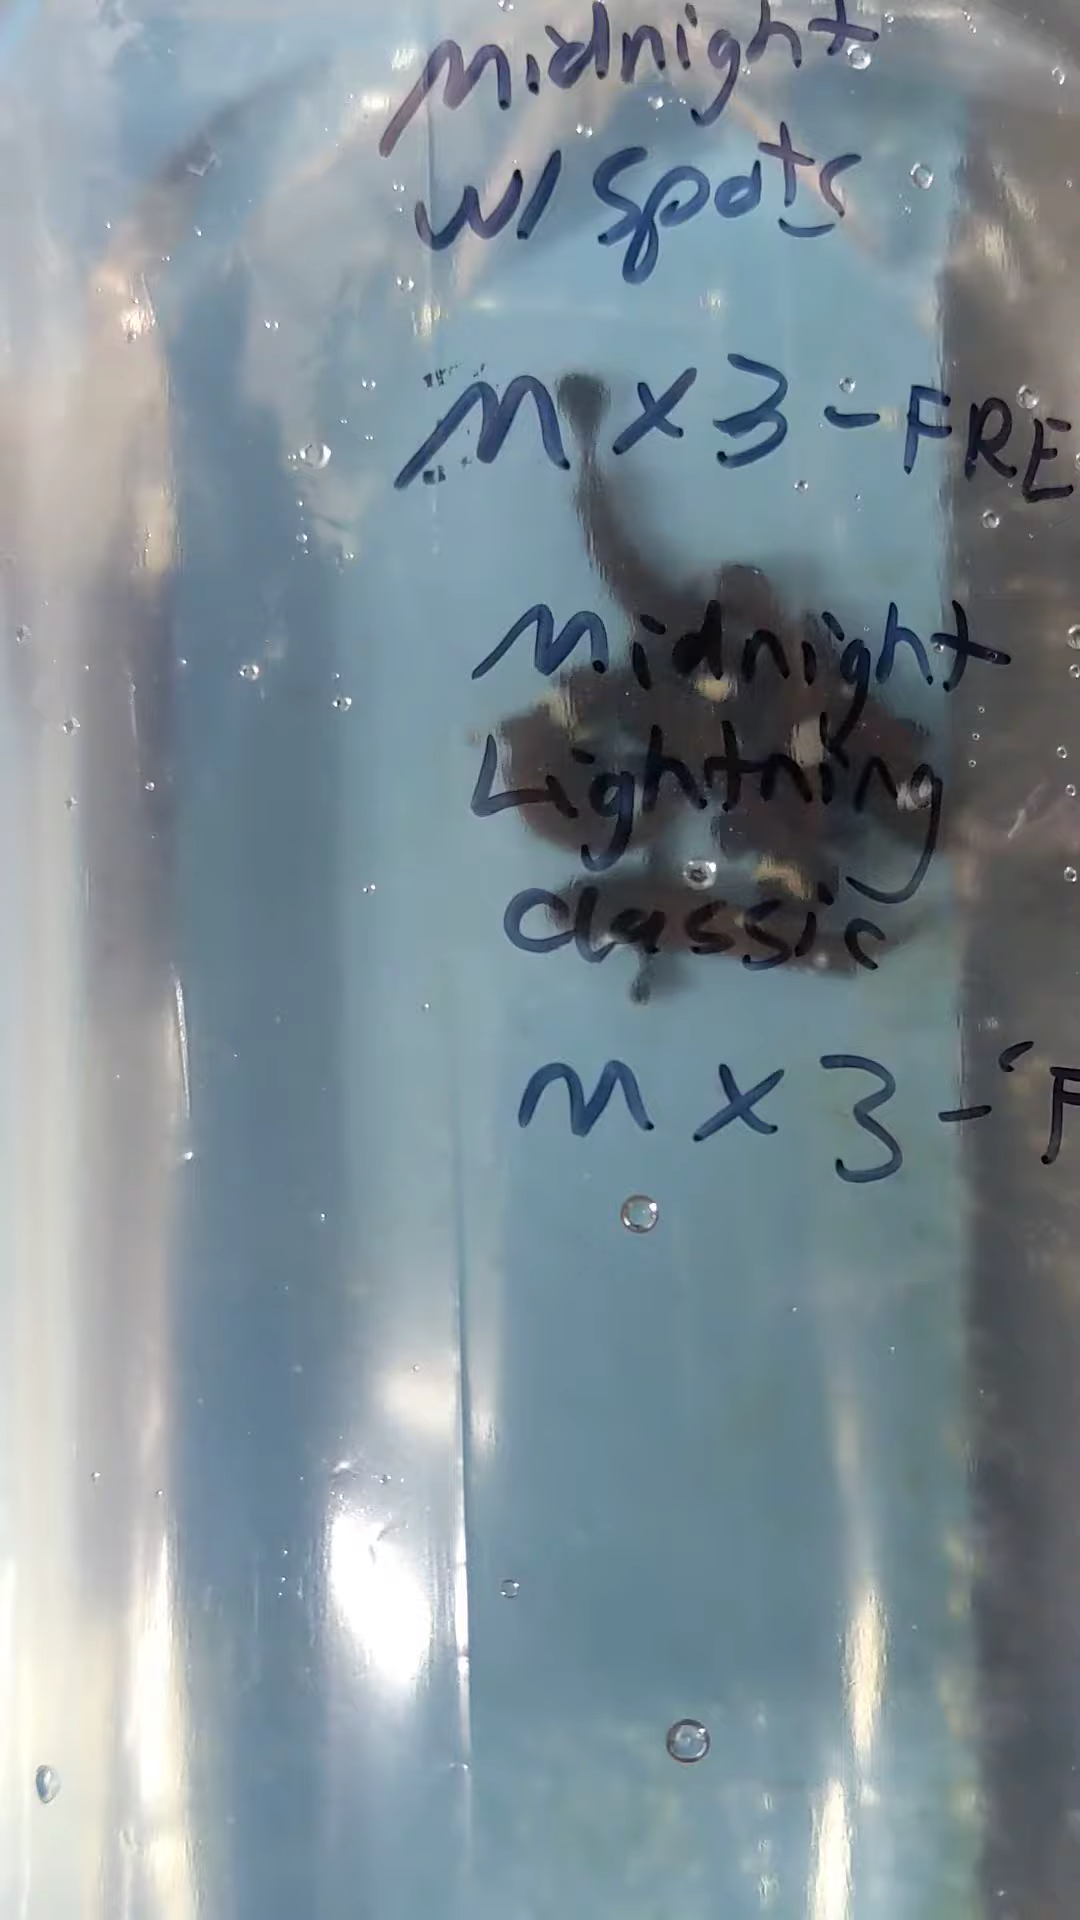 Midnight
w/ Spots
M x 3 - FRE
Midnight
Lightning
Classic
M x 3 - F